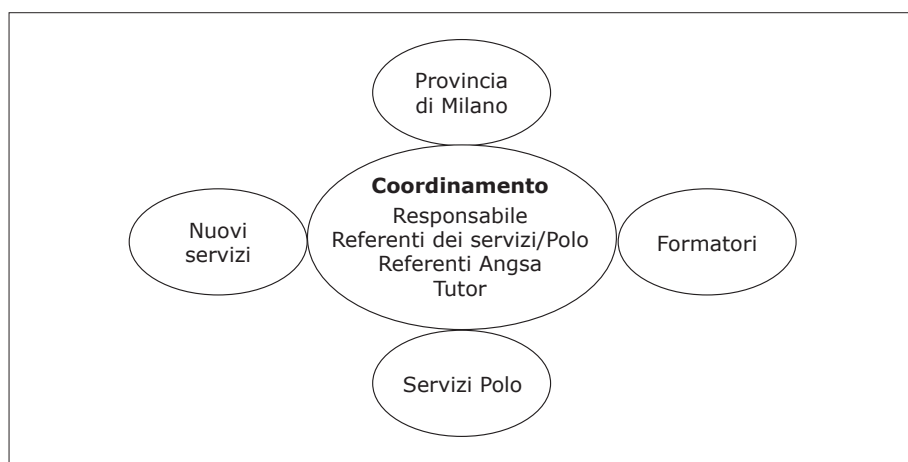 Provincia
di Milano
Coordinamento
Responsabile
Referenti dei servizi/Polo
Referenti Angsa
Tutor
Nuovi
servizi
Formatori
Servizi Polo